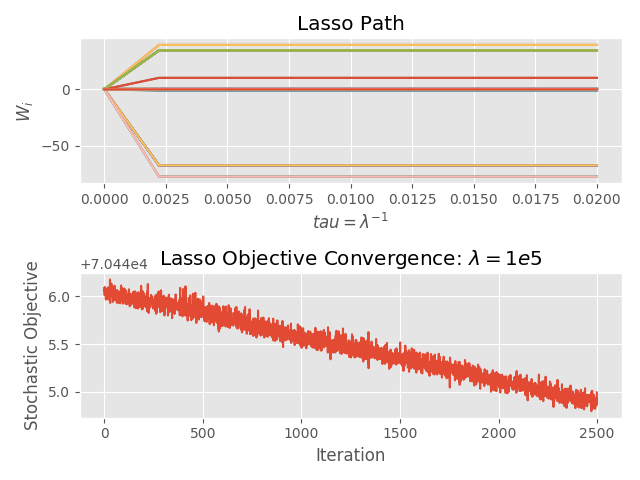 Lasso Path
0
−50
W_i
0.0000 0.0025 0.0050 0.0075 0.0100 0.0125 0.0150 0.0175 0.0200
tau = λ⁻¹
+7.044e4
Lasso Objective Convergence: λ = 1e5
6.0
5.5
5.0
Stochastic Objective
0 500 1000 1500 2000 2500
Iteration